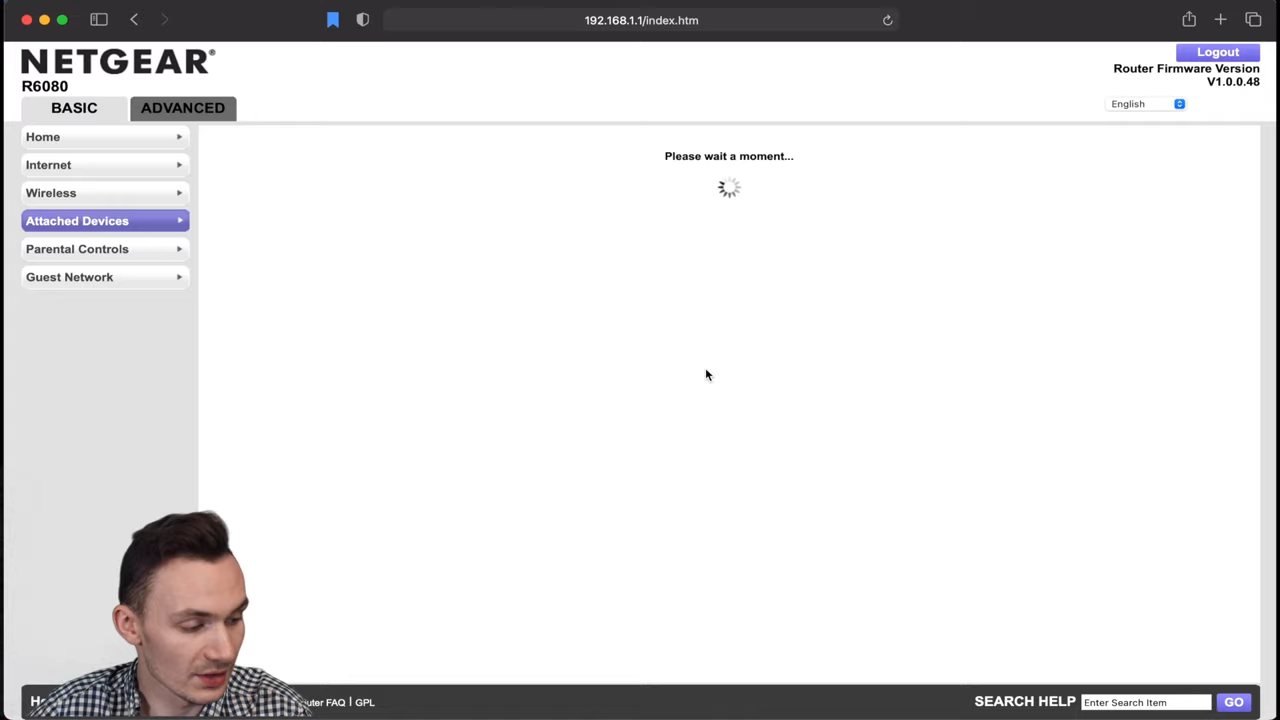 192.168.1.1/index.htm
NETGEAR®
R6080
Logout
Router Firmware Version
V1.0.0.48
BASIC
ADVANCED
English
Home
Internet
Wireless
Attached Devices
Parental Controls
Guest Network
Please wait a moment...
FAQ | GPL
SEARCH HELP
Enter Search Item
GO